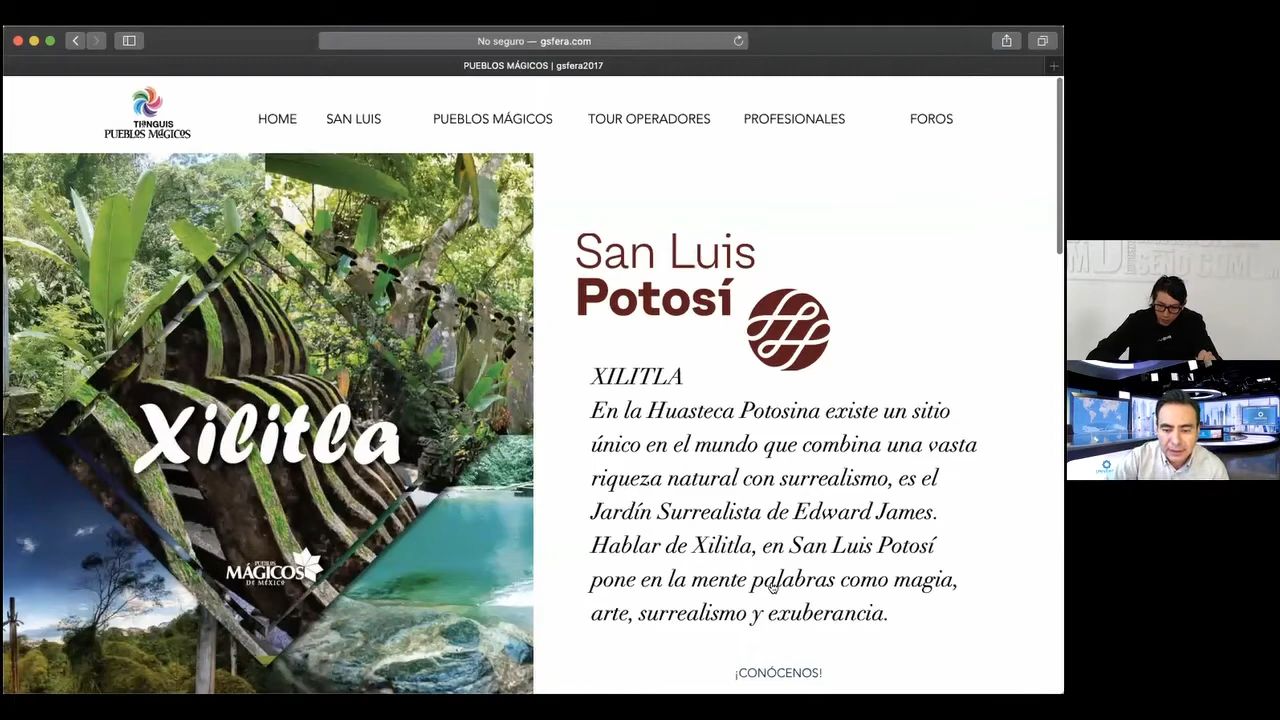 No seguro — gsfera.com
PUEBLOS MÁGICOS | gsfera2017
TIANGUIS
PUEBLOS MÁGICOS
HOME
SAN LUIS
PUEBLOS MÁGICOS
TOUR OPERADORES
PROFESIONALES
FOROS
Xilitla
PUEBLOS
MÁGICOS
DE MÉXICO
San Luis
Potosí
XILITLA
En la Huasteca Potosina existe un sitio
único en el mundo que combina una vasta
riqueza natural con surrealismo, es el
Jardín Surrealista de Edward James.
Hablar de Xilitla, en San Luis Potosí
pone en la mente palabras como magia,
arte, surrealismo y exuberancia.
¡CONÓCENOS!